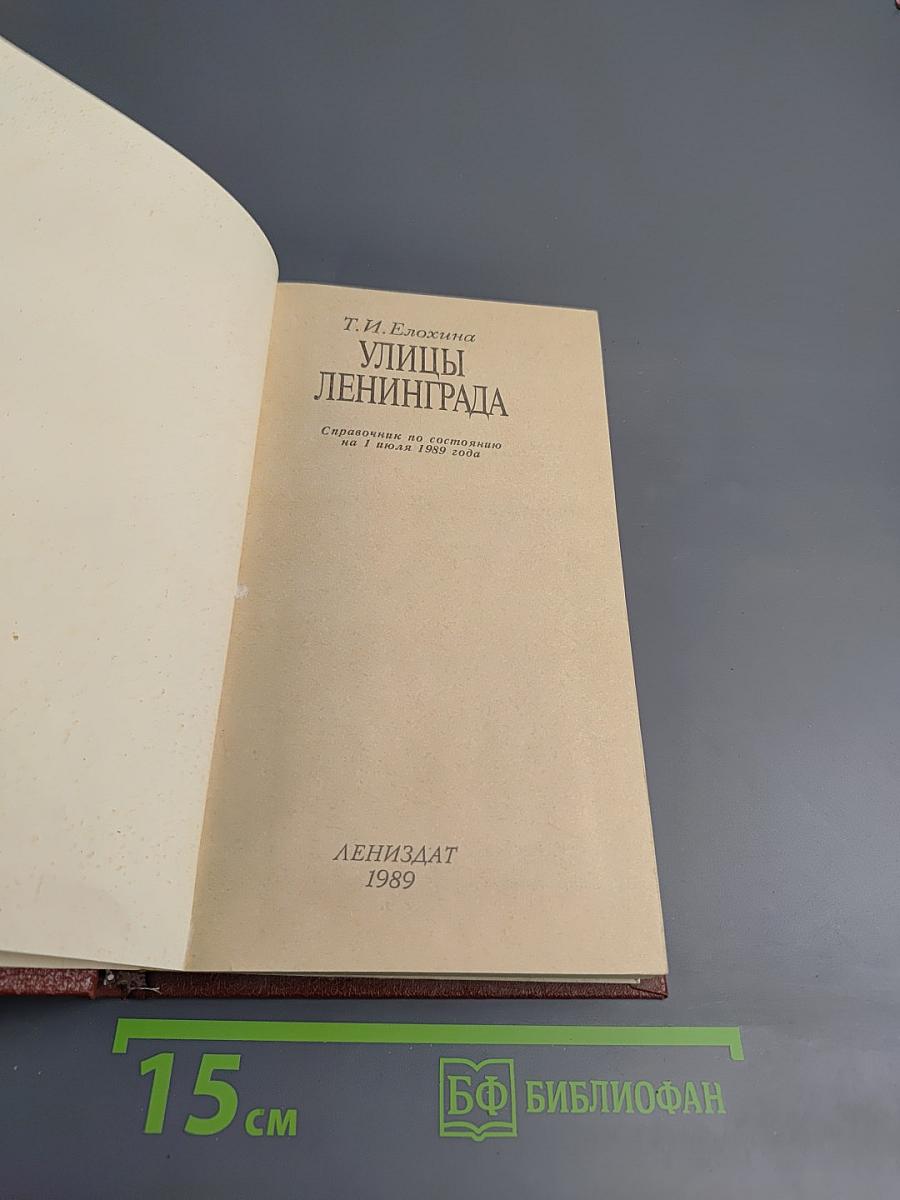 Т. И. Елохина
УЛИЦЫ
ЛЕНИНГРАДА
Справочник по состоянию
на 1 июля 1989 года
ЛЕНИЗДАТ
1989
15 см
БФ БИБЛИОФАН